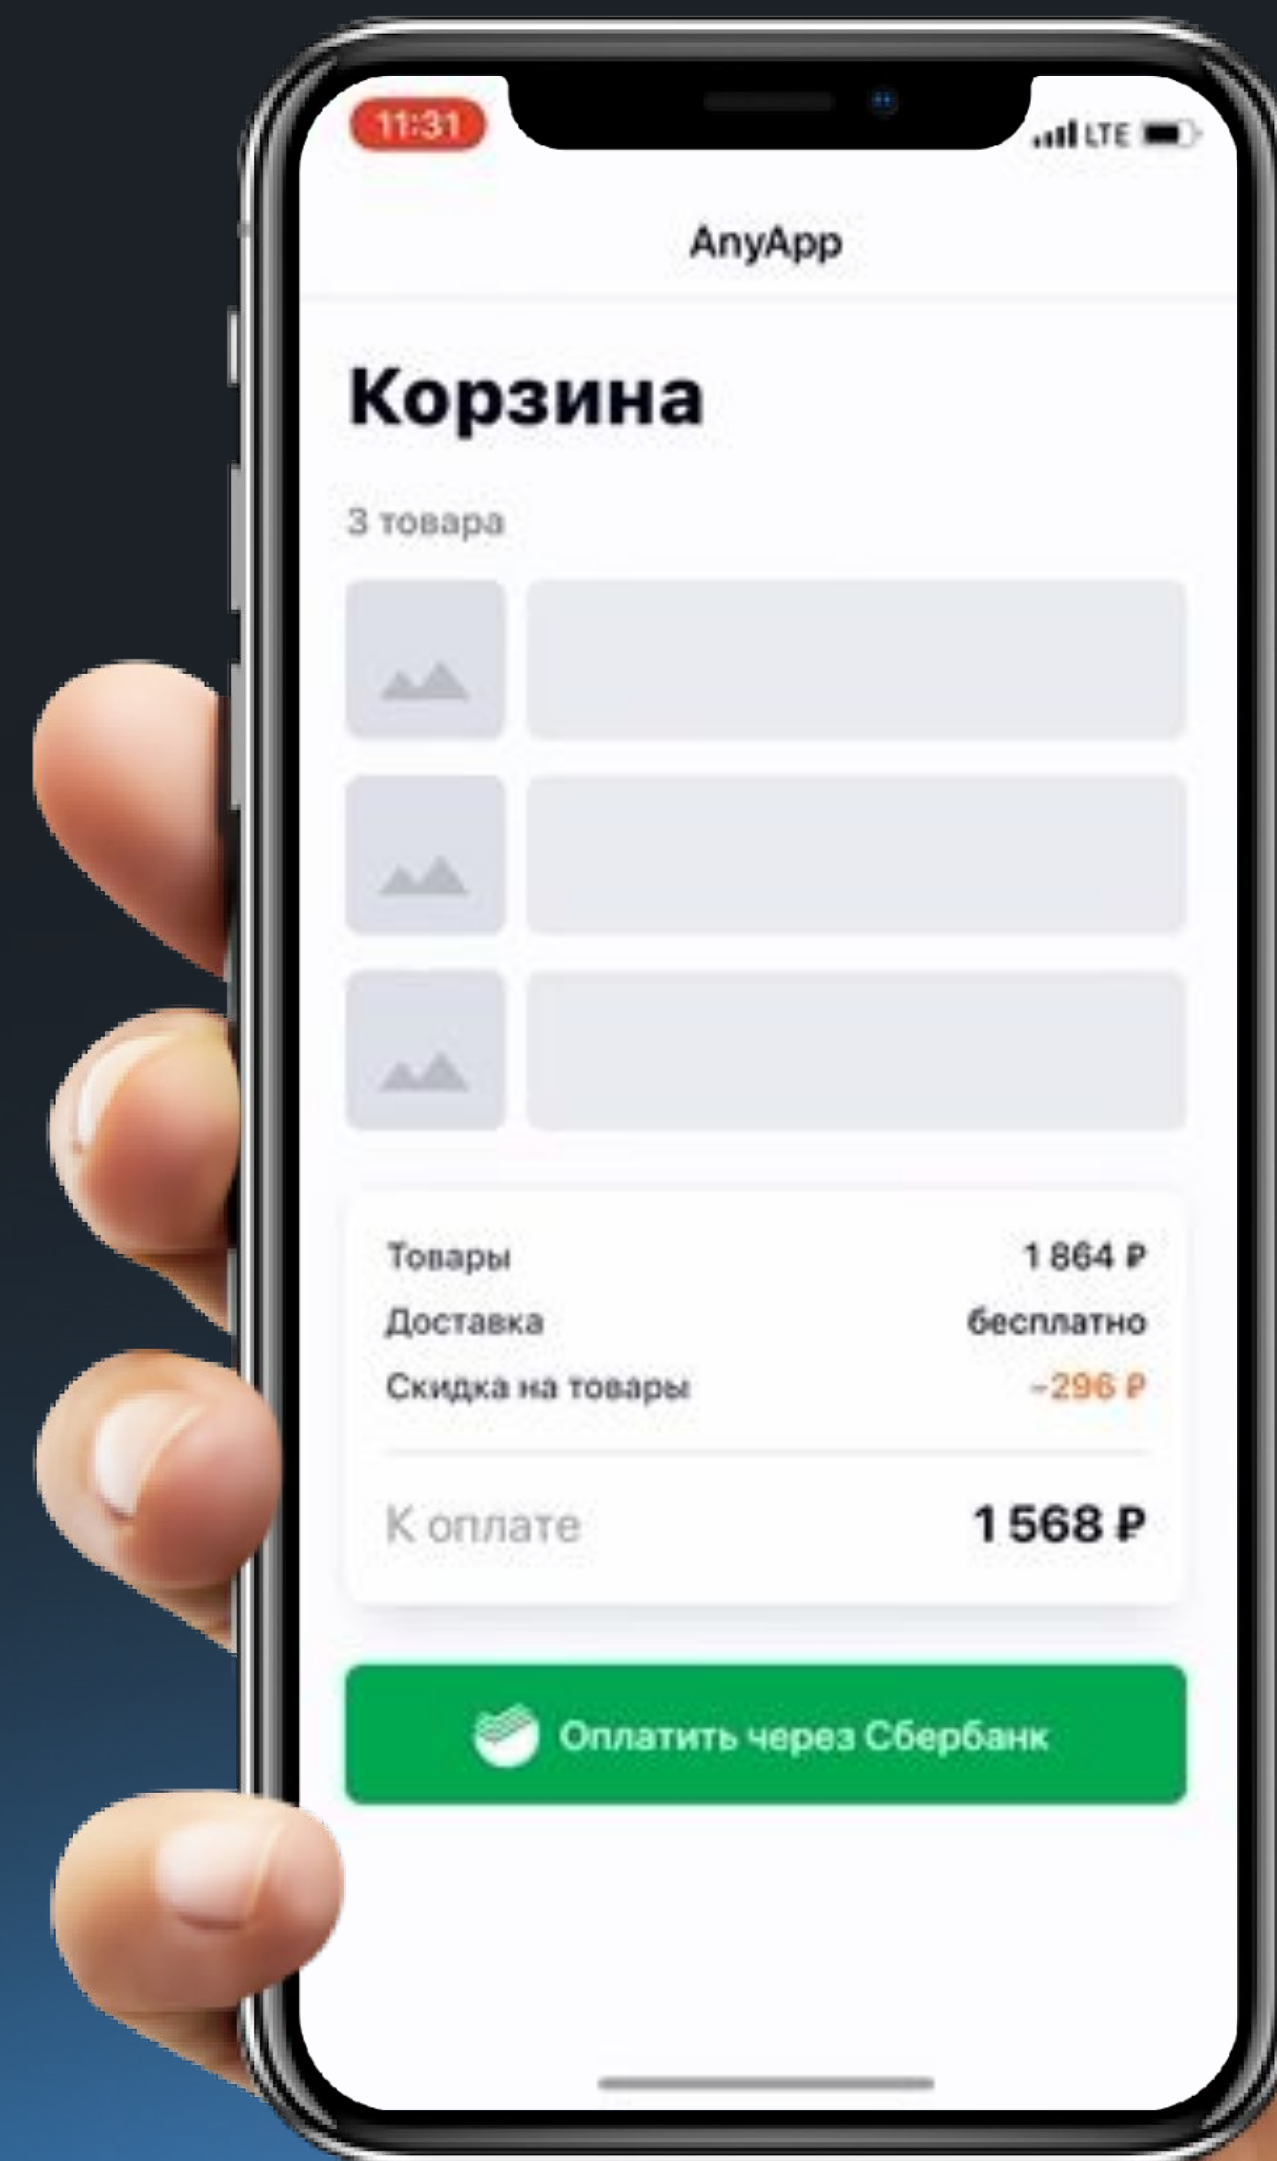 11:31
LTE
AnyApp
Корзина
3 товара
Товары 1 864 ₽
Доставка бесплатно
Скидка на товары -296 ₽
К оплате 1 568 ₽
Оплатить через Сбербанк